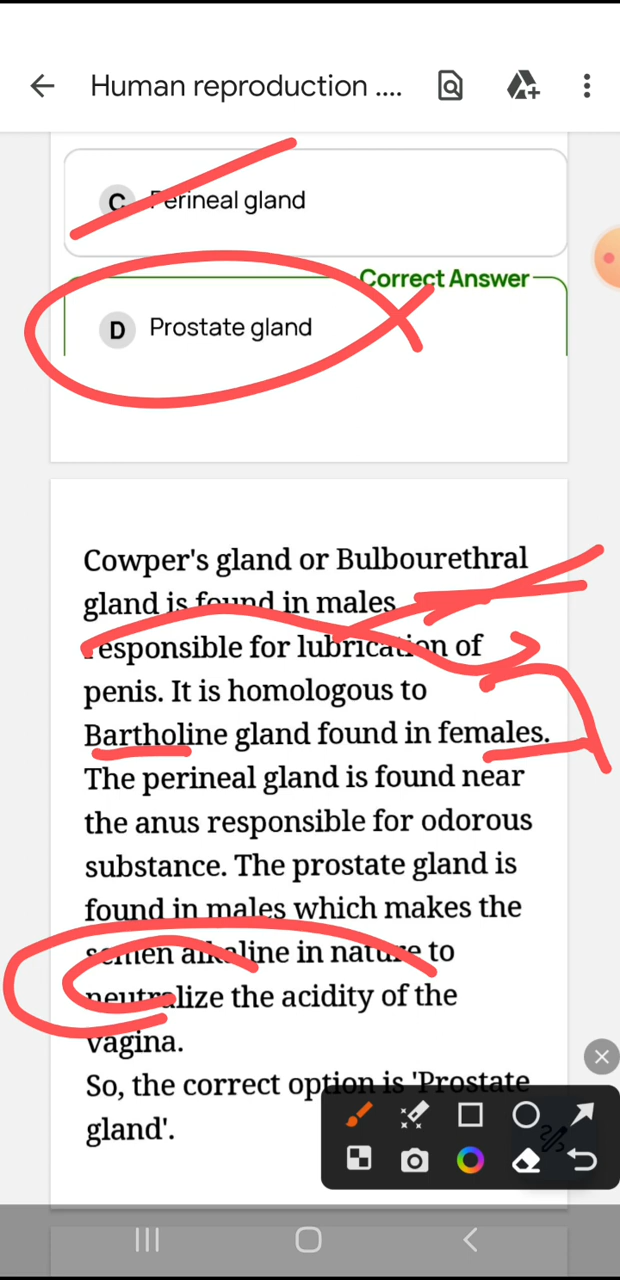 Human reproduction ....
C Perineal gland
Correct Answer
D Prostate gland
Cowper's gland or Bulbourethral
gland is found in males
responsible for lubrication of
penis. It is homologous to
Bartholine gland found in females.
The perineal gland is found near
the anus responsible for odorous
substance. The prostate gland is
found in males which makes the
semen alkaline in nature to
neutralize the acidity of the
vagina.
So, the correct option is 'Prostate
gland'.